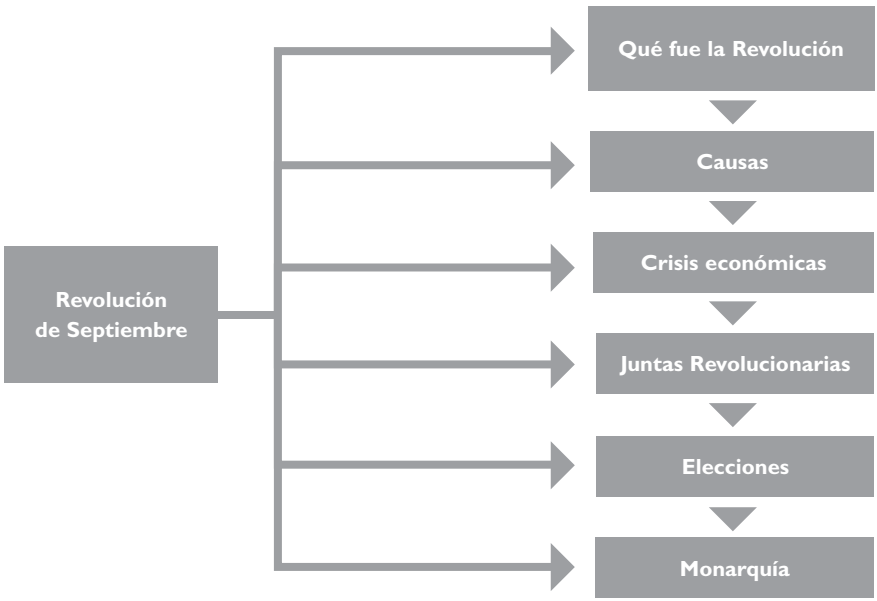 Qué fue la Revolución
Causas
Crisis económicas
Revolución
de Septiembre
Juntas Revolucionarias
Elecciones
Monarquía